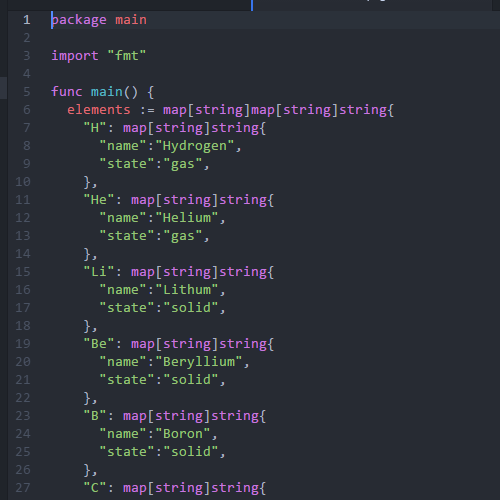 1 package main
2
3 import "fmt"
4
5 func main() {
6   elements := map[string]map[string]string{
7     "H": map[string]string{
8       "name":"Hydrogen",
9       "state":"gas",
10     },
11     "He": map[string]string{
12       "name":"Helium",
13       "state":"gas",
14     },
15     "Li": map[string]string{
16       "name":"Lithum",
17       "state":"solid",
18     },
19     "Be": map[string]string{
20       "name":"Beryllium",
21       "state":"solid",
22     },
23     "B": map[string]string{
24       "name":"Boron",
25       "state":"solid",
26     },
27     "C": map[string]string{